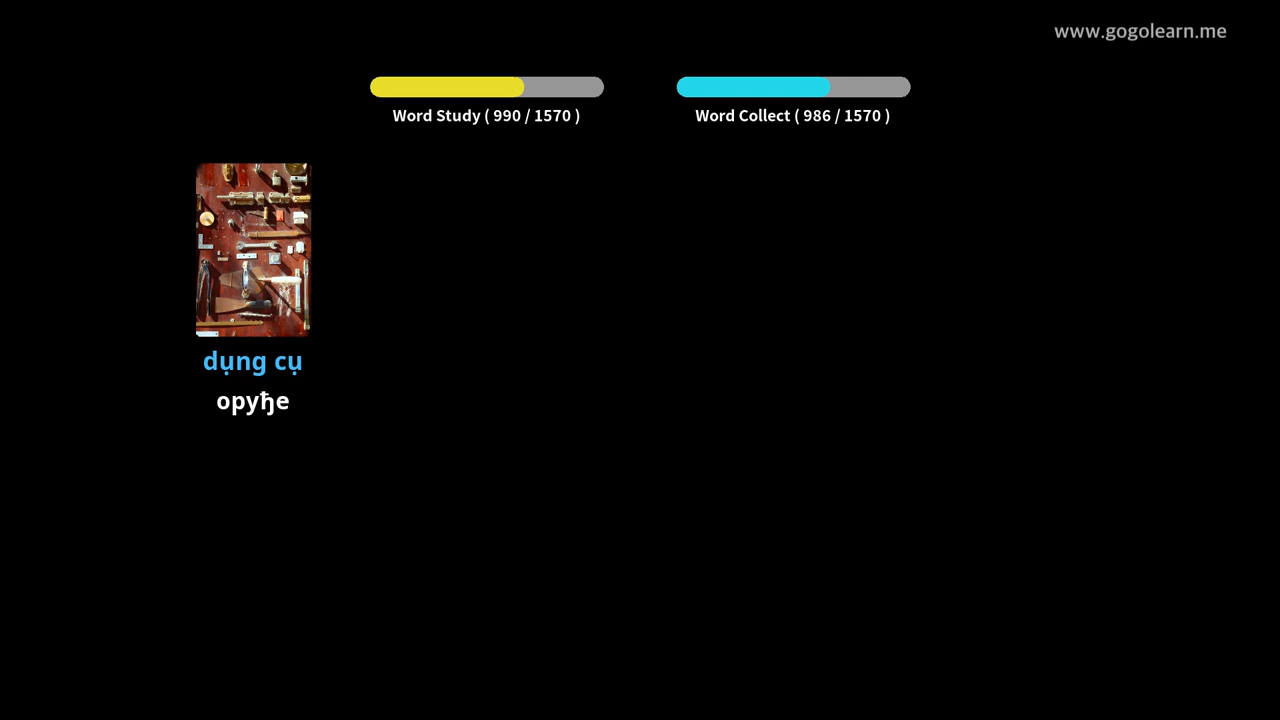 www.gogolearn.me
Word Study ( 990 / 1570 )
Word Collect ( 986 / 1570 )
dụng cụ
оруђе